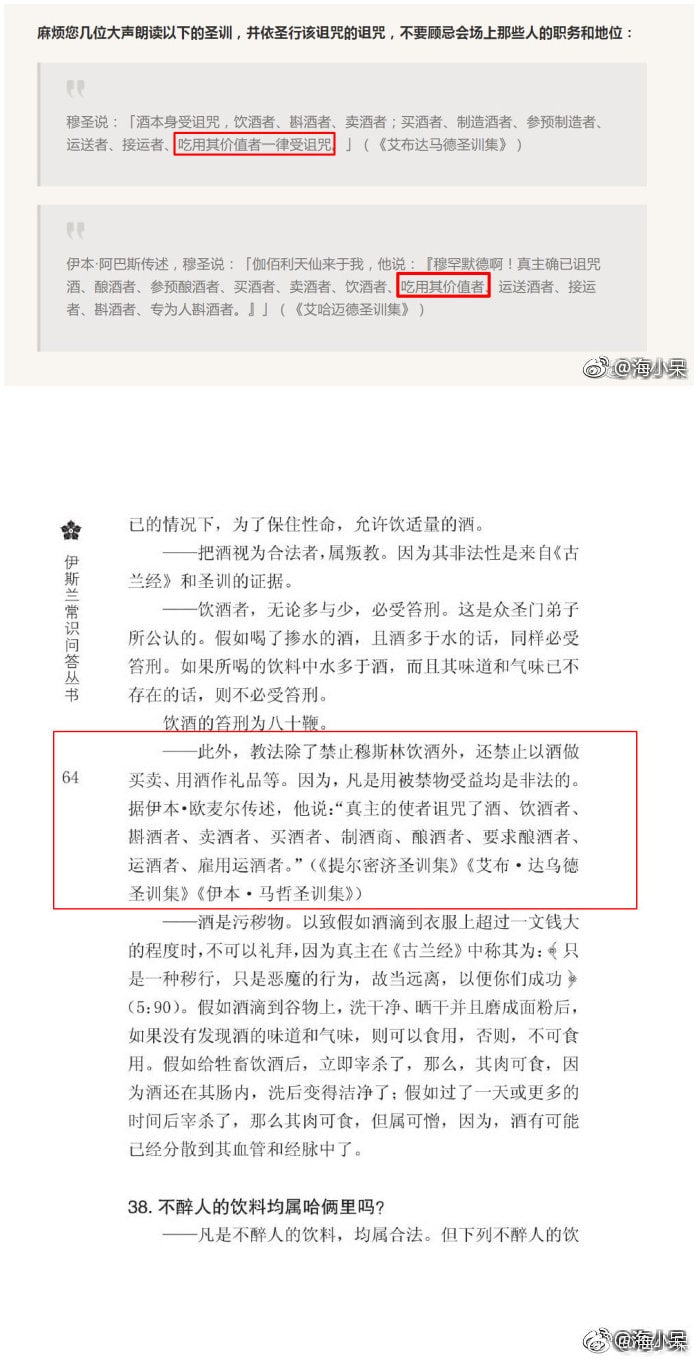 麻烦您几位大声朗读以下的圣训，并依圣行该诅咒的诅咒，不要顾忌会场上那些人的职务和地位：
穆圣说：「酒本身受诅咒，饮酒者、斟酒者、卖酒者；买酒者、制造酒者、参预制造者、
运送者、接运者、吃用其价值者一律受诅咒。」（《艾布达马德圣训集》）
伊本·阿巴斯传述，穆圣说：「伽佰利天仙来于我，他说：『穆罕默德啊！真主确已诅咒
酒、酿酒者、参预酿酒者、买酒者、卖酒者、饮酒者、吃用其价值者、运送酒者、接运
者、斟酒者、专为人斟酒者。』」（《艾哈迈德圣训集》）
@海小呆
伊斯兰常识问答丛书
64
已的情况下，为了保住性命，允许饮适量的酒。
——把酒视为合法者，属叛教。因为其非法性是来自《古
兰经》和圣训的证据。
——饮酒者，无论多与少，必受笞刑。这是众圣门弟子
所公认的。假如喝了掺水的酒，且酒多于水的话，同样必受
笞刑。如果所喝的饮料中水多于酒，而且其味道和气味已不
存在的话，则不必受笞刑。
饮酒的笞刑为八十鞭。
——此外，教法除了禁止穆斯林饮酒外，还禁止以酒做
买卖、用酒作礼品等。因为，凡是用被禁物受益均是非法的。
据伊本·欧麦尔传述，他说：“真主的使者诅咒了酒、饮酒者、
斟酒者、卖酒者、买酒者、制酒商、酿酒者、要求酿酒者、
运酒者、雇用运酒者。”（《提尔密济圣训集》《艾布·达乌德
圣训集》《伊本·马哲圣训集》）
——酒是污秽物。以致假如酒滴到衣服上超过一文钱大
的程度时，不可以礼拜，因为真主在《古兰经》中称其为：﴾只
是一种秽行，只是恶魔的行为，故当远离，以便你们成功﴿
（5:90）。假如酒滴到谷物上，洗干净、晒干并且磨成面粉后，
如果没有发现酒的味道和气味，则可以食用，否则，不可食
用。假如给牲畜饮酒后，立即宰杀了，那么，其肉可食，因
为酒还在其肠内，洗后变得洁净了；假如过了一天或更多的
时间后宰杀了，那么其肉可食，但属可憎，因为，酒有可能
已经分散到其血管和经脉中了。
38. 不醉人的饮料均属哈俩里吗？
——凡是不醉人的饮料，均属合法。但下列不醉人的饮
@海小呆